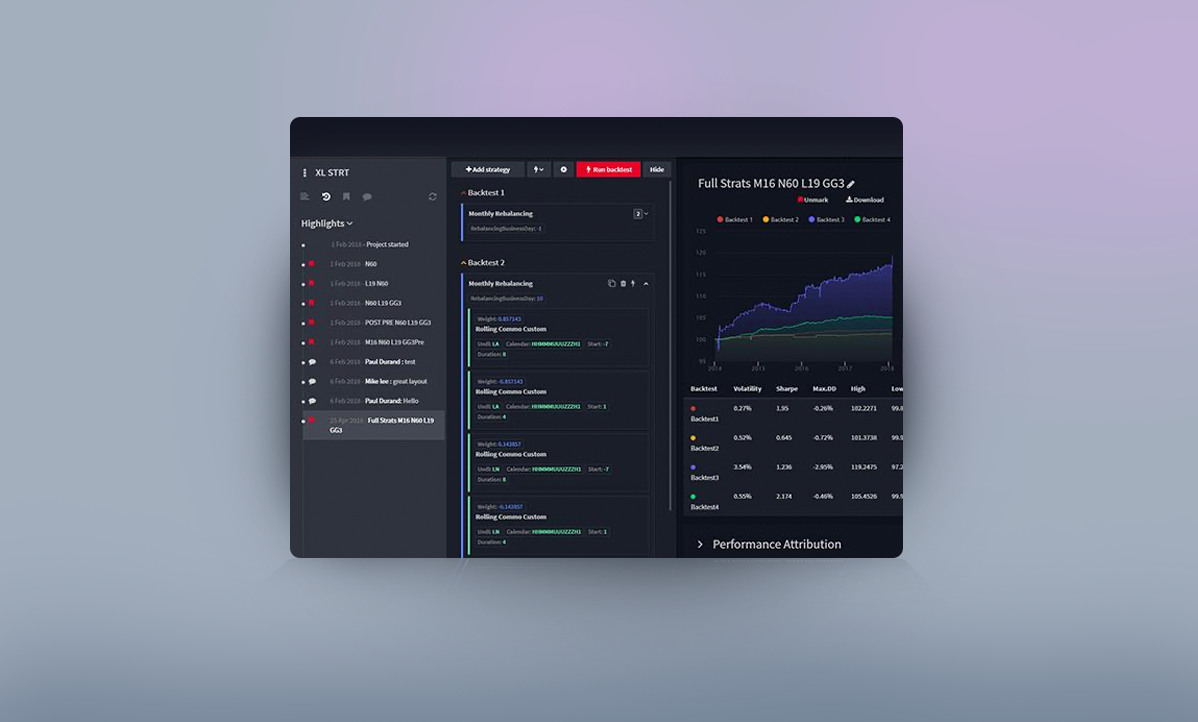 XL STRT
Highlights
1 Feb 2018 - Project started
1 Feb 2018 - N60
1 Feb 2018 - L19 N60
1 Feb 2018 - N60 L19 GG3
1 Feb 2018 - POST PRE N60 L19 GG3
1 Feb 2018 - M16 N60 L19 GG3Pre
6 Feb 2018 - Paul Durand : test
6 Feb 2018 - Mike lee : great layout
6 Feb 2018 - Paul Durand: Hello
25 Apr 2018 - Full Strats M16 N60 L19
GG3
Add strategy
Run backtest
Hide
Backtest 1
Monthly Rebalancing
2
RebalancingBusinessDay: -1
Backtest 2
Monthly Rebalancing
RebalancingBusinessDay: 10
Weight: 0.857143
Rolling Commo Custom
Undl: LA Calendar: HHMMMUUUZZZH1 Start: -7
Duration: 8
Weight: -0.857143
Rolling Commo Custom
Undl: LA Calendar: HHMMMUUUZZZH1 Start: 1
Duration: 4
Weight: 0.142857
Rolling Commo Custom
Undl: LN Calendar: HHMMMUUUZZZH1 Start: -7
Duration: 8
Weight: -0.142857
Rolling Commo Custom
Undl: LN Calendar: HHMMMUUUZZZH1 Start: 1
Duration: 4
Full Strats M16 N60 L19 GG3
Unmark Download
Backtest 1 Backtest 2 Backtest 3 Backtest 4
125
120
115
110
105
100
95
2014 2015 2016 2017 2018
Backtest Volatility Sharpe Max.DD High Low
Backtest1 0.27% 1.95 -0.26% 102.2271 99.8
Backtest2 0.52% 0.645 -0.72% 101.3738 99.9
Backtest3 3.54% 1.236 -2.95% 119.2475 97.2
Backtest4 0.55% 2.174 -0.46% 105.4526 99.9
Performance Attribution